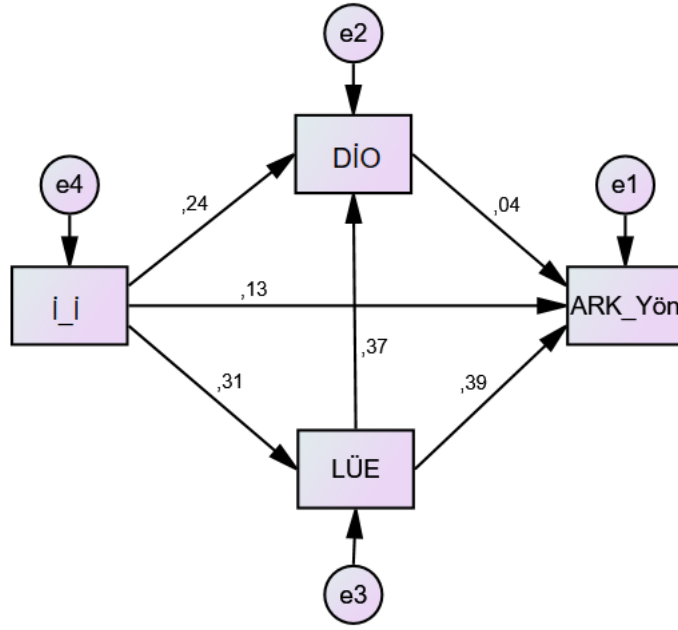 e2
DİO
e4
,24
,04
e1
İ_İ
,13
ARK_Yön
,31
,37
,39
LÜE
e3